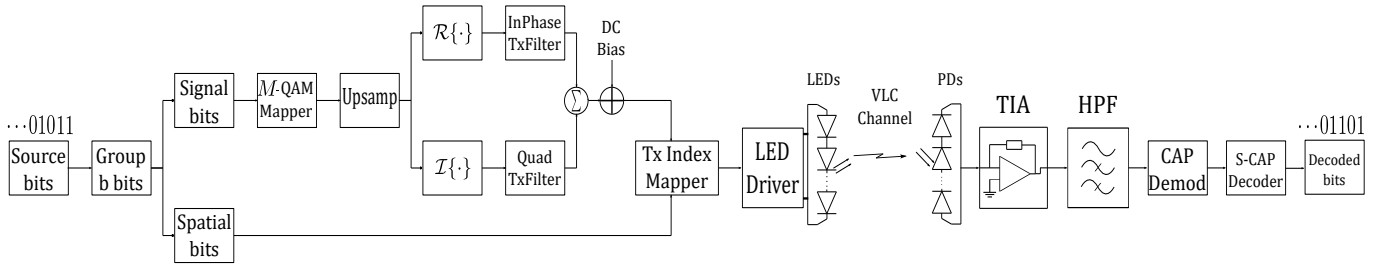 ⋯01011
Source
bits
Group
b bits
Signal
bits
Spatial
bits
M-QAM
Mapper
Upsamp
ℛ{·}
ℐ{·}
InPhase
TxFilter
Quad
TxFilter
Σ
DC
Bias
Tx Index
Mapper
LED
Driver
LEDs
VLC
Channel
PDs
TIA
HPF
CAP
Demod
S-CAP
Decoder
⋯01101
Decoded
bits